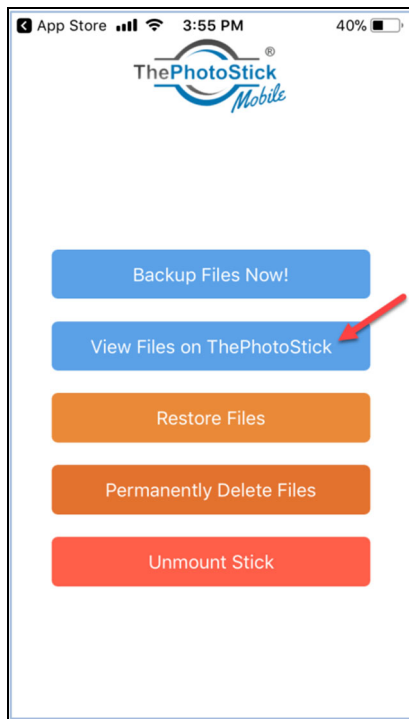 App Store 3:55 PM 40%
®
ThePhotoStick
Mobile
Backup Files Now!
View Files on ThePhotoStick
Restore Files
Permanently Delete Files
Unmount Stick